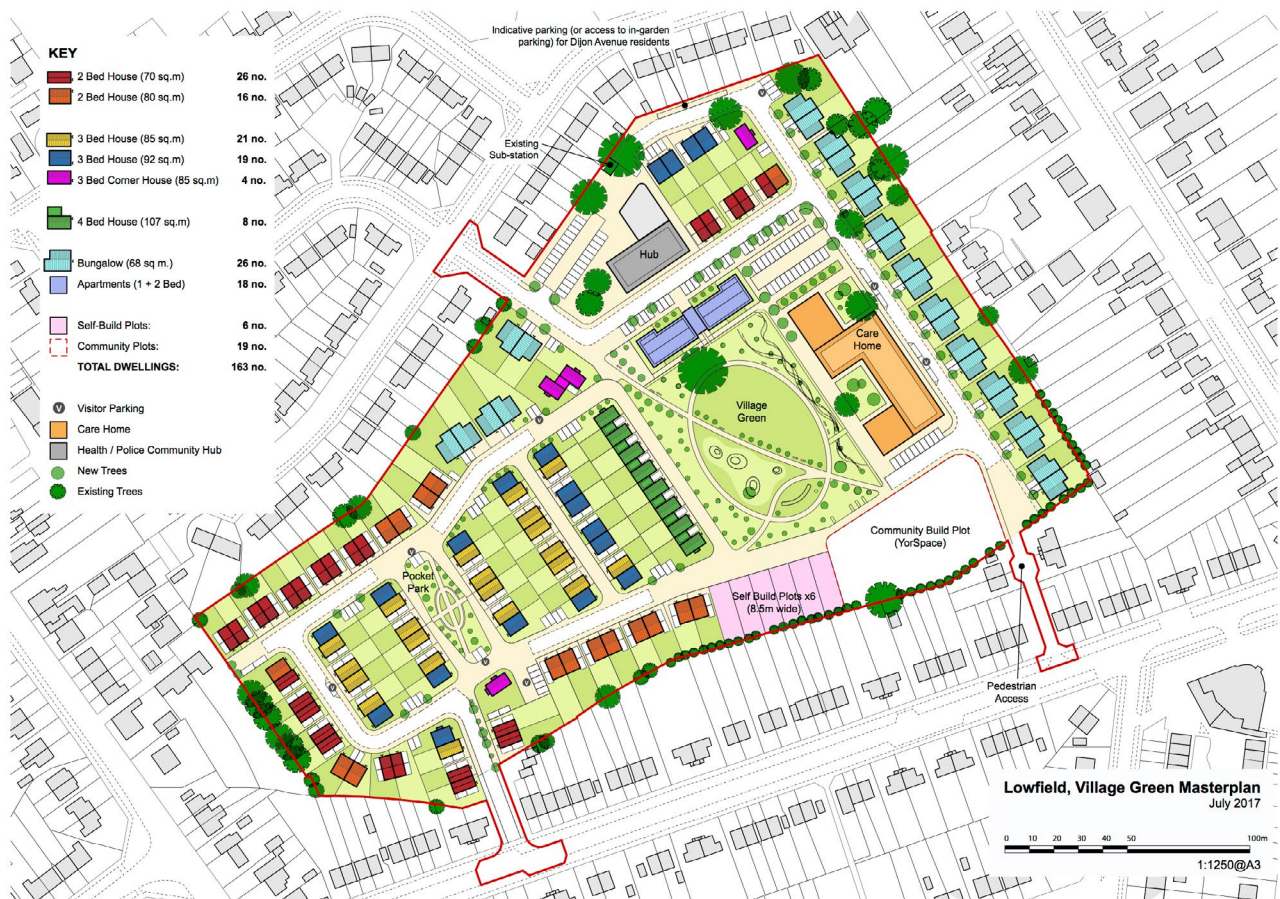 KEY
2 Bed House (70 sq.m) 26 no.
2 Bed House (80 sq.m) 16 no.
3 Bed House (85 sq.m) 21 no.
3 Bed House (92 sq.m) 19 no.
3 Bed Corner House (85 sq.m) 4 no.
4 Bed House (107 sq.m) 8 no.
Bungalow (68 sq m.) 26 no.
Apartments (1 + 2 Bed) 18 no.
Self-Build Plots: 6 no.
Community Plots: 19 no.
TOTAL DWELLINGS: 163 no.
V Visitor Parking
Care Home
Health / Police Community Hub
New Trees
Existing Trees
Indicative parking (or access to in-garden
parking) for Dijon Avenue residents
V
Existing
Sub-station
Hub
V
Care
Home
V
Village
Green
V
Community Build Plot
(YorSpace)
V
Pocket
Park
Self Build Plots x6
(8.5m wide)
V
V
V
Pedestrian
Access
Lowfield, Village Green Masterplan
July 2017
0 10 20 30 40 50 100m
1:1250@A3